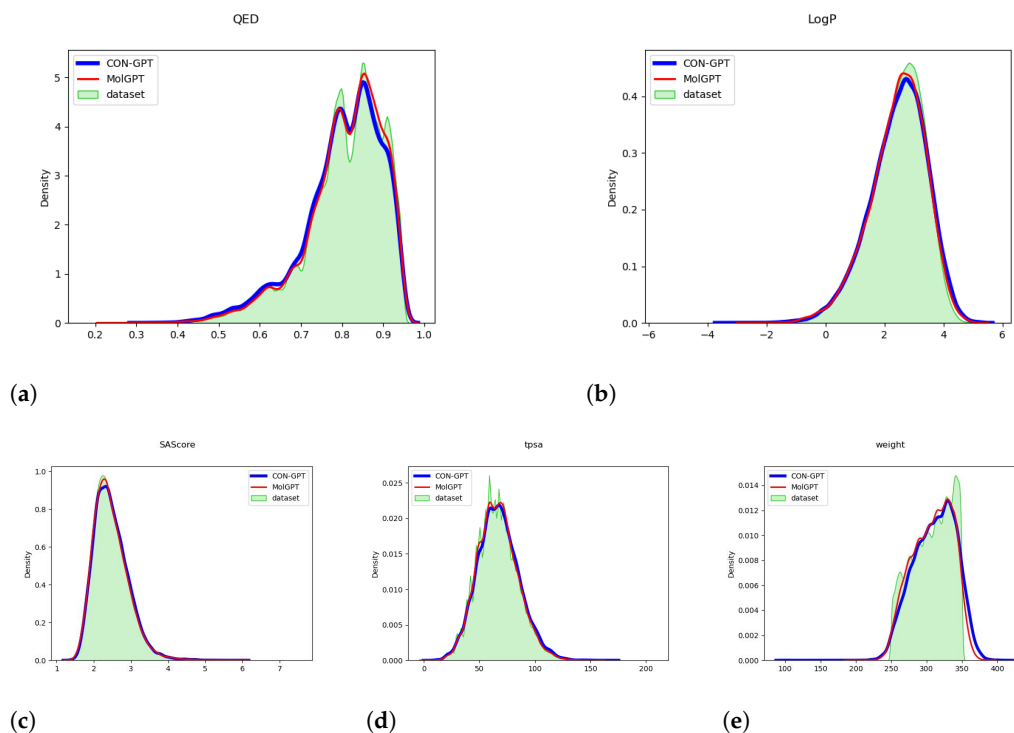 QED
CON-GPT
MolGPT
dataset
Density
5
4
3
2
1
0
0.2 0.3 0.4 0.5 0.6 0.7 0.8 0.9 1.0
(a)
LogP
CON-GPT
MolGPT
dataset
Density
0.4
0.3
0.2
0.1
0.0
−6 −4 −2 0 2 4 6
(b)
SAScore
CON-GPT
MolGPT
dataset
Density
1.0
0.8
0.6
0.4
0.2
0.0
1 2 3 4 5 6 7
(c)
tpsa
CON-GPT
MolGPT
dataset
Density
0.025
0.020
0.015
0.010
0.005
0.000
0 50 100 150 200
(d)
weight
CON-GPT
MolGPT
dataset
Density
0.014
0.012
0.010
0.008
0.006
0.004
0.002
0.000
100 150 200 250 300 350 400
(e)